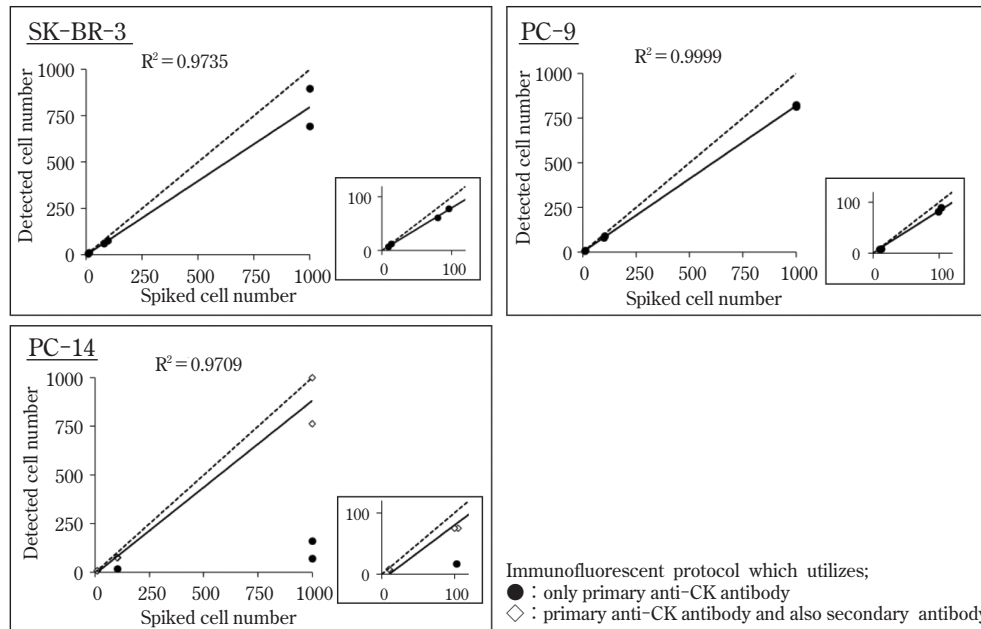 SK-BR-3
R² = 0.9735
Detected cell number
1000
750
500
250
0
0 250 500 750 1000
Spiked cell number
100
0
0 100
PC-9
R² = 0.9999
Detected cell number
1000
750
500
250
0
0 250 500 750 1000
Spiked cell number
100
0
0 100
PC-14
R² = 0.9709
Detected cell number
1000
750
500
250
0
0 250 500 750 1000
Spiked cell number
100
0
0 100
Immunofluorescent protocol which utilizes;
● : only primary anti-CK antibody
◇ : primary anti-CK antibody and also secondary antibody